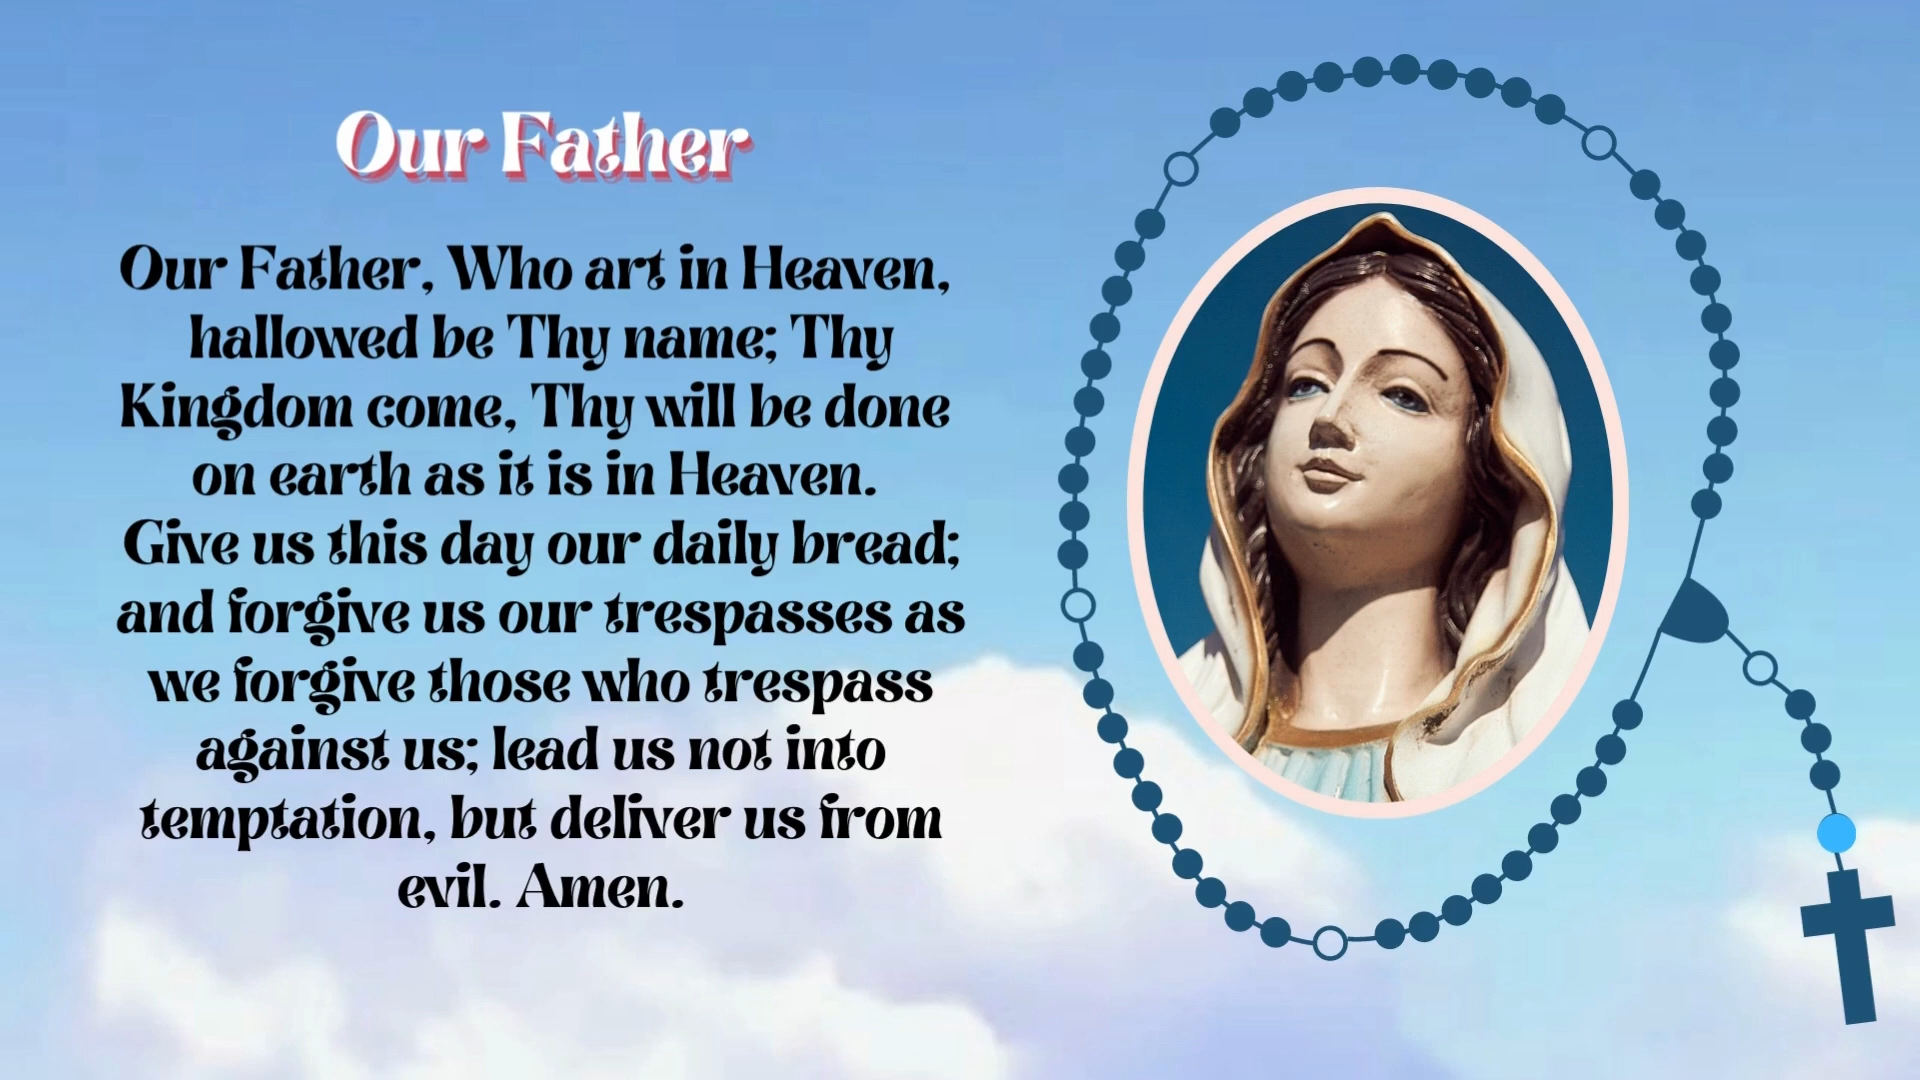 Our Father
Our Father, Who art in Heaven,
hallowed be Thy name; Thy
Kingdom come, Thy will be done
on earth as it is in Heaven.
Give us this day our daily bread;
and forgive us our trespasses as
we forgive those who trespass
against us; lead us not into
temptation, but deliver us from
evil. Amen.